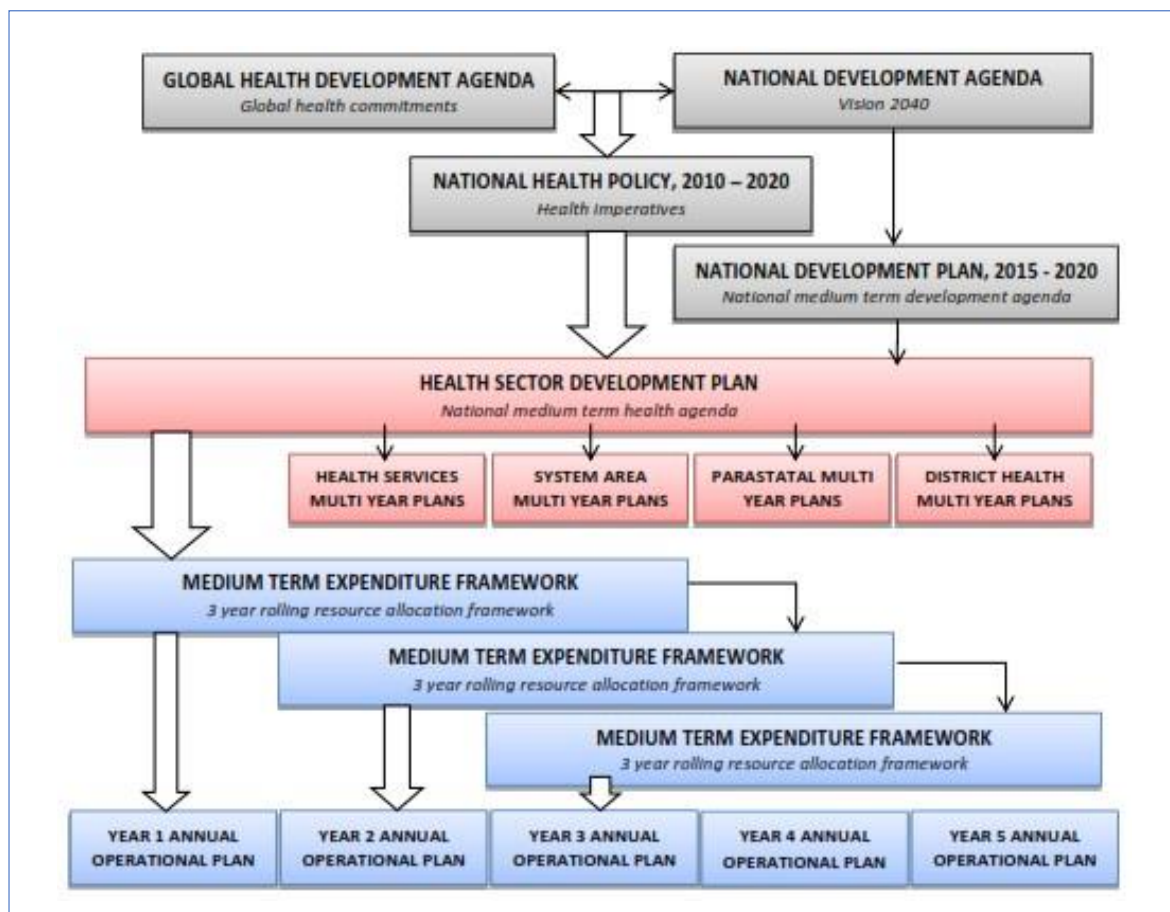 GLOBAL HEALTH DEVELOPMENT AGENDA
Global health commitments
NATIONAL DEVELOPMENT AGENDA
Vision 2040
NATIONAL HEALTH POLICY, 2010 – 2020
Health Imperatives
NATIONAL DEVELOPMENT PLAN, 2015 - 2020
National medium term development agenda
HEALTH SECTOR DEVELOPMENT PLAN
National medium term health agenda
HEALTH SERVICES
MULTI YEAR PLANS
SYSTEM AREA
MULTI YEAR PLANS
PARASTATAL MULTI
YEAR PLANS
DISTRICT HEALTH
MULTI YEAR PLANS
MEDIUM TERM EXPENDITURE FRAMEWORK
3 year rolling resource allocation framework
MEDIUM TERM EXPENDITURE FRAMEWORK
3 year rolling resource allocation framework
MEDIUM TERM EXPENDITURE FRAMEWORK
3 year rolling resource allocation framework
YEAR 1 ANNUAL
OPERATIONAL PLAN
YEAR 2 ANNUAL
OPERATIONAL PLAN
YEAR 3 ANNUAL
OPERATIONAL PLAN
YEAR 4 ANNUAL
OPERATIONAL PLAN
YEAR 5 ANNUAL
OPERATIONAL PLAN